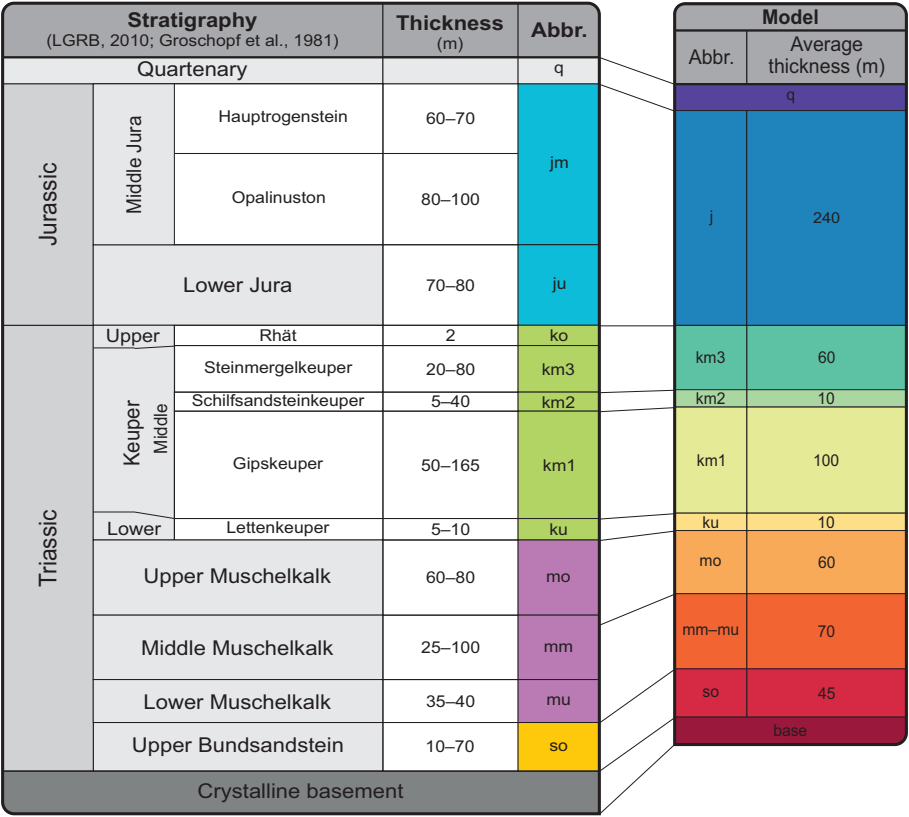 Stratigraphy
(LGRB, 2010; Groschopf et al., 1981)
Thickness
(m)
Abbr.
Quartenary
q
Jurassic
Middle Jura
Hauptrogenstein
60–70
jm
Opalinuston
80–100
Lower Jura
70–80
ju
Triassic
Keuper
Upper
Rhät
2
ko
Middle
Steinmergelkeuper
20–80
km3
Schilfsandsteinkeuper
5–40
km2
Gipskeuper
50–165
km1
Lower
Lettenkeuper
5–10
ku
Upper Muschelkalk
60–80
mo
Middle Muschelkalk
25–100
mm
Lower Muschelkalk
35–40
mu
Upper Bundsandstein
10–70
so
Crystalline basement
Model
Abbr.
Average
thickness (m)
q
j
240
km3
60
km2
10
km1
100
ku
10
mo
60
mm–mu
70
so
45
base